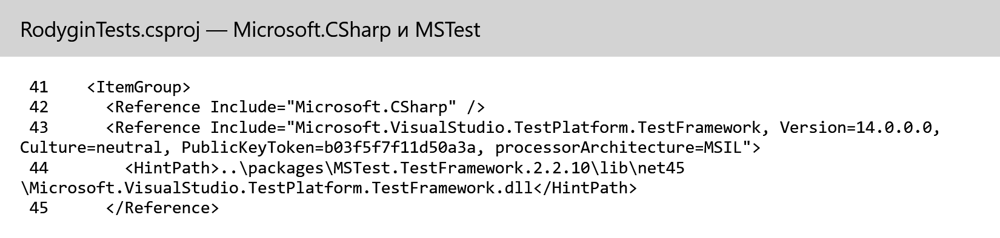 RodyginTests.csproj — Microsoft.CSharp и MSTest
41    <ItemGroup>
42      <Reference Include="Microsoft.CSharp" />
43      <Reference Include="Microsoft.VisualStudio.TestPlatform.TestFramework, Version=14.0.0.0,
Culture=neutral, PublicKeyToken=b03f5f7f11d50a3a, processorArchitecture=MSIL">
44        <HintPath>..\packages\MSTest.TestFramework.2.2.10\lib\net45
\Microsoft.VisualStudio.TestPlatform.TestFramework.dll</HintPath>
45      </Reference>